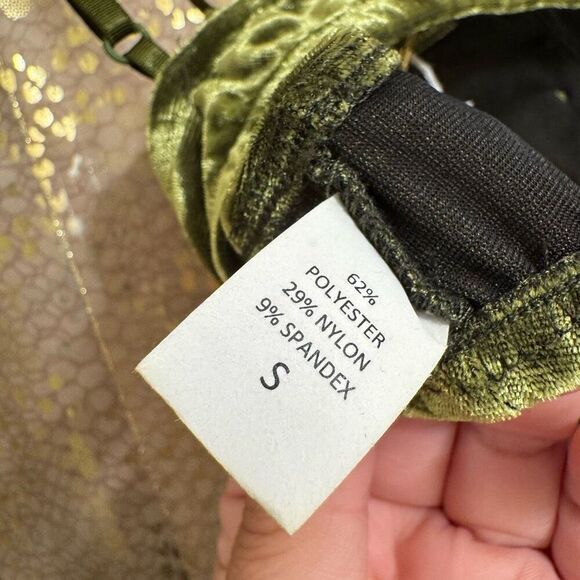 62%
POLYESTER
29% NYLON
9% SPANDEX
S